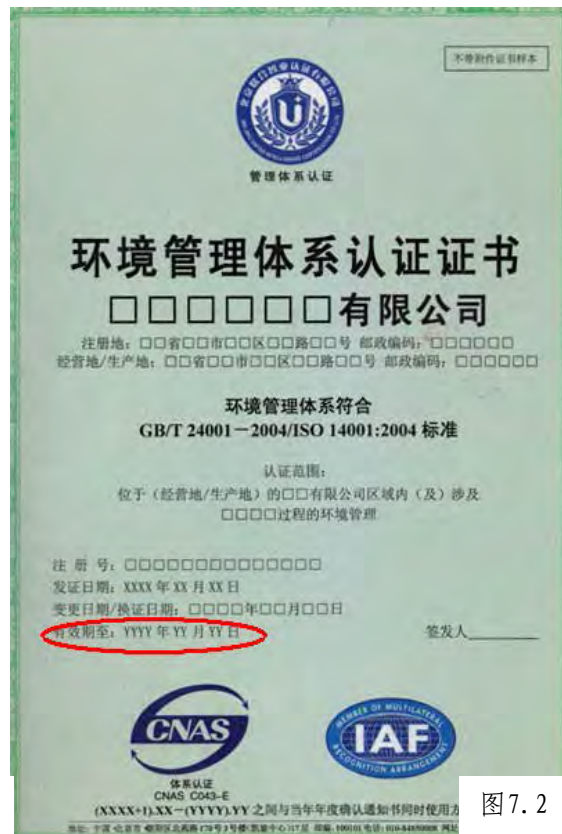 不带附件证书样本
管理体系认证
环境管理体系认证证书
□□□□□□有限公司
注册地：□□省□□市□□区□□路□□号 邮政编码：□□□□□□
经营地/生产地：□□省□□市□□区□□路□□号 邮政编码：□□□□□□
环境管理体系符合
GB/T 24001－2004/ISO 14001:2004 标准
认证范围：
位于（经营地/生产地）的□□有限公司区域内（及）涉及
□□□□过程的环境管理
注 册 号：□□□□□□□□□□□□□□
发证日期：XXXX 年 XX 月 XX 日
变更日期/换证日期：□□□□年□□月□□日
有效期至：YYYY 年 YY 月 YY 日
签发人
CNAS
MEMBER OF MULTILATERAL
IAF
RECOGNITION ARRANGEMENT
体系认证
CNAS C043-E
(XXXX+1).XX－(YYYY).YY 之间与当年年度确认通知书同时使用方
图7.2